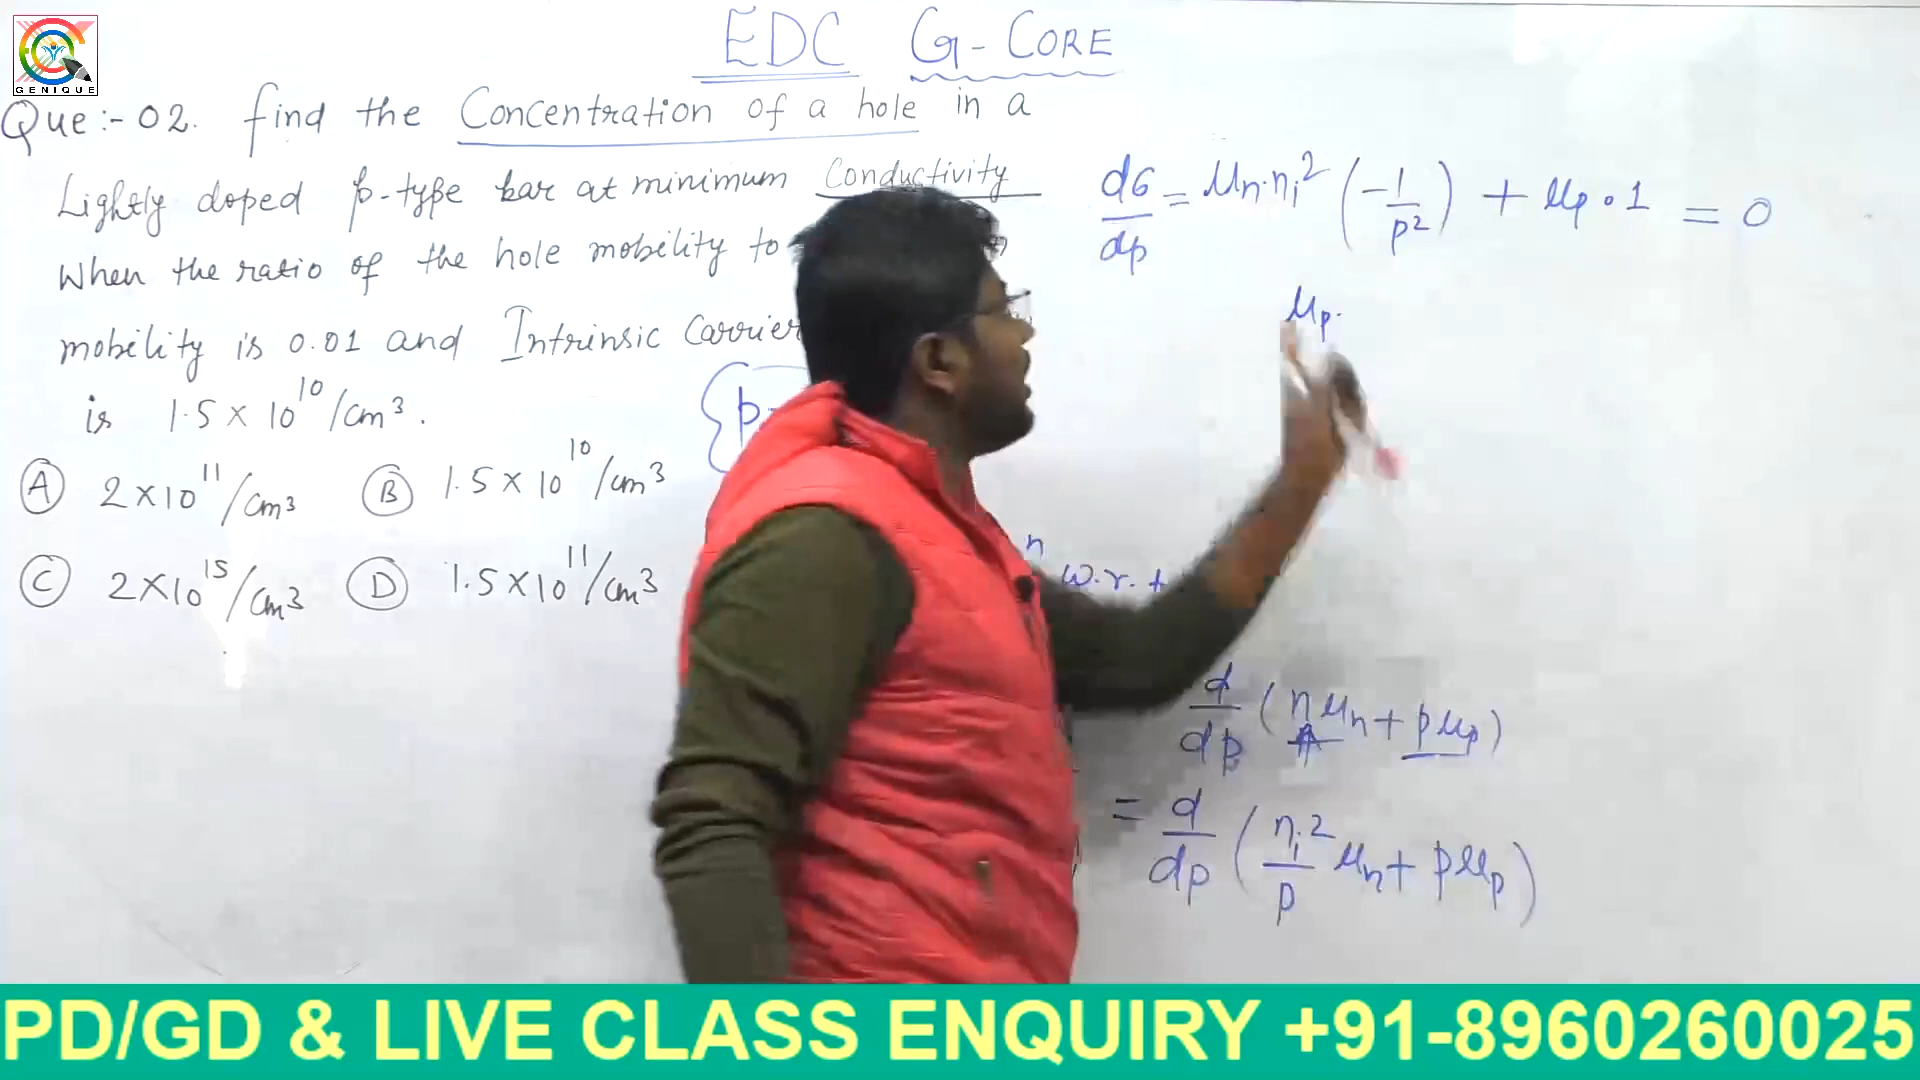 GENIQUE
EDC G-CORE
Que:- 02. find the Concentration of a hole in a
Lightly doped p-type bar at minimum Conductivity
When the ratio of the hole mobility to
mobility is 0.01 and Intrinsic Carrier
is 1.5 × 10^10/cm³.
(A) 2×10^11/cm³ (B) 1.5×10^10/cm³
(C) 2×10^15/cm³ (D) 1.5×10^11/cm³
dσ/dp = μn.ni² (-1/p²) + μp.1 = 0
μp.
p-
n
w.r.t
d/dp (nμn + pμp)
= d/dp (ni²/p μn + pμp)
PD/GD & LIVE CLASS ENQUIRY +91-8960260025